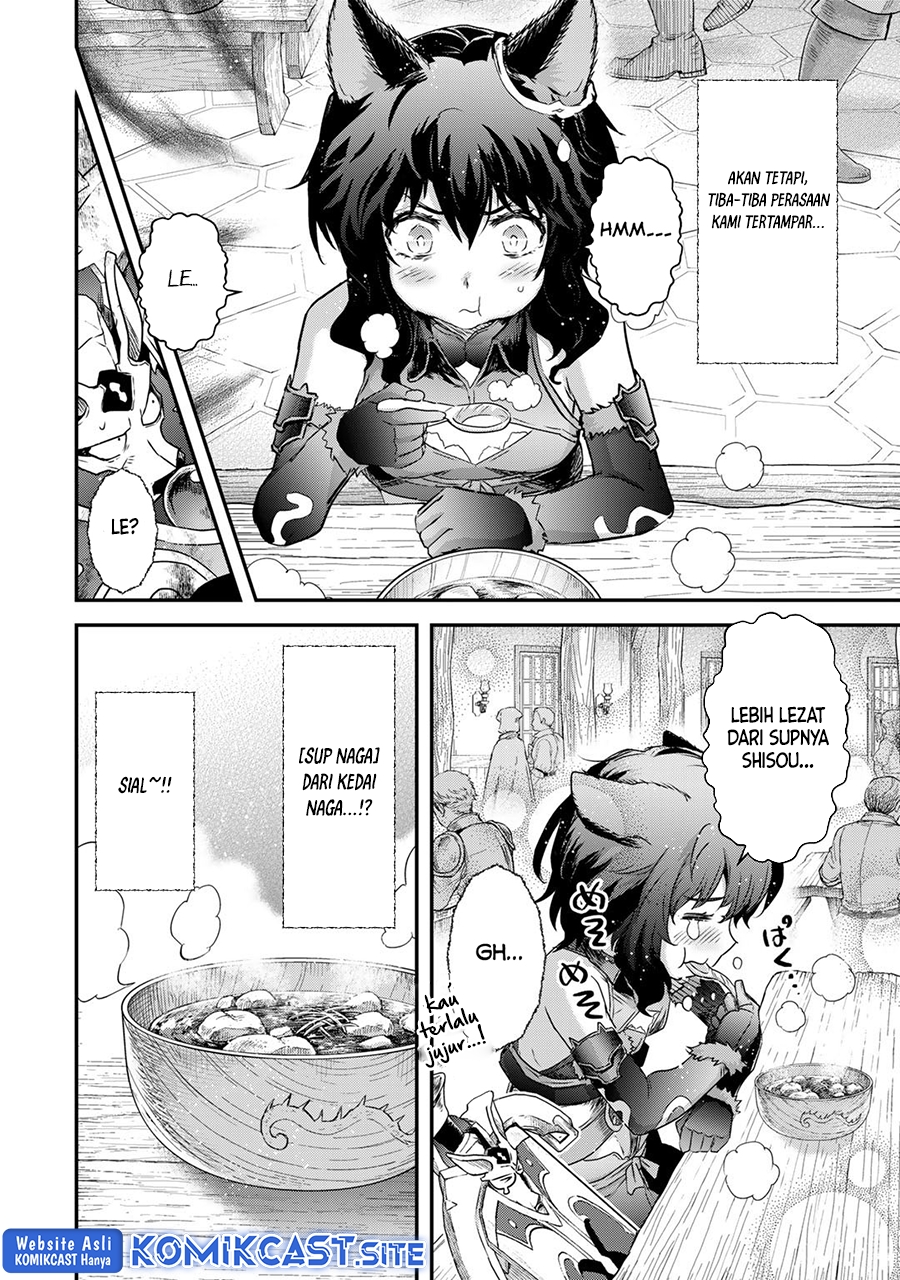 AKAN TETAPI,
TIBA-TIBA PERASAAN
KAMI TERTAMPAR...
HMM---
LE...
LE?
LEBIH LEZAT
DARI SUPNYA
SHISOU...
ぱく…
めそ
めそ
GH...
kau
terlalu
jujur...!
[SUP NAGA]
DARI KEDAI
NAGA...!?
SIAL~!!
Website Asli
KOMIKCAST Hanya
KOMIKCAST.SITE